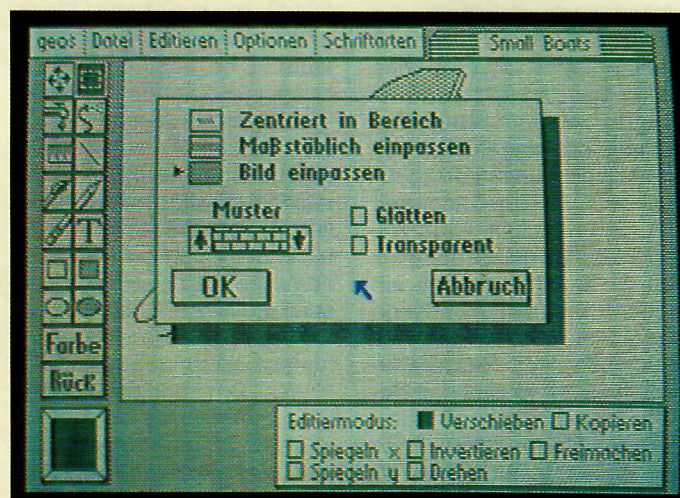 geos Datei Editieren Optionen Schriftarten Small Boats
Zentriert in Bereich
Maßstäblich einpassen
Bild einpassen
Muster
Glätten
Transparent
OK
Abbruch
T
Farbe
Rück
Editiermodus: Verschieben Kopieren
Spiegeln x Invertieren Freimachen
Spiegeln y Drehen